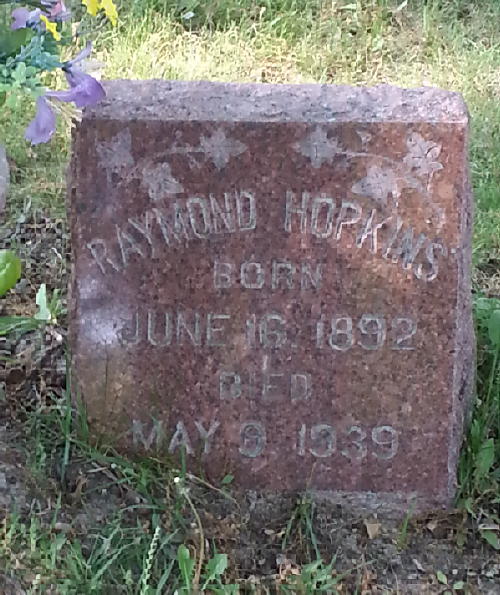 RAYMOND HOPKINS
BORN
JUNE 16 1892
DIED
MAY 9 1939